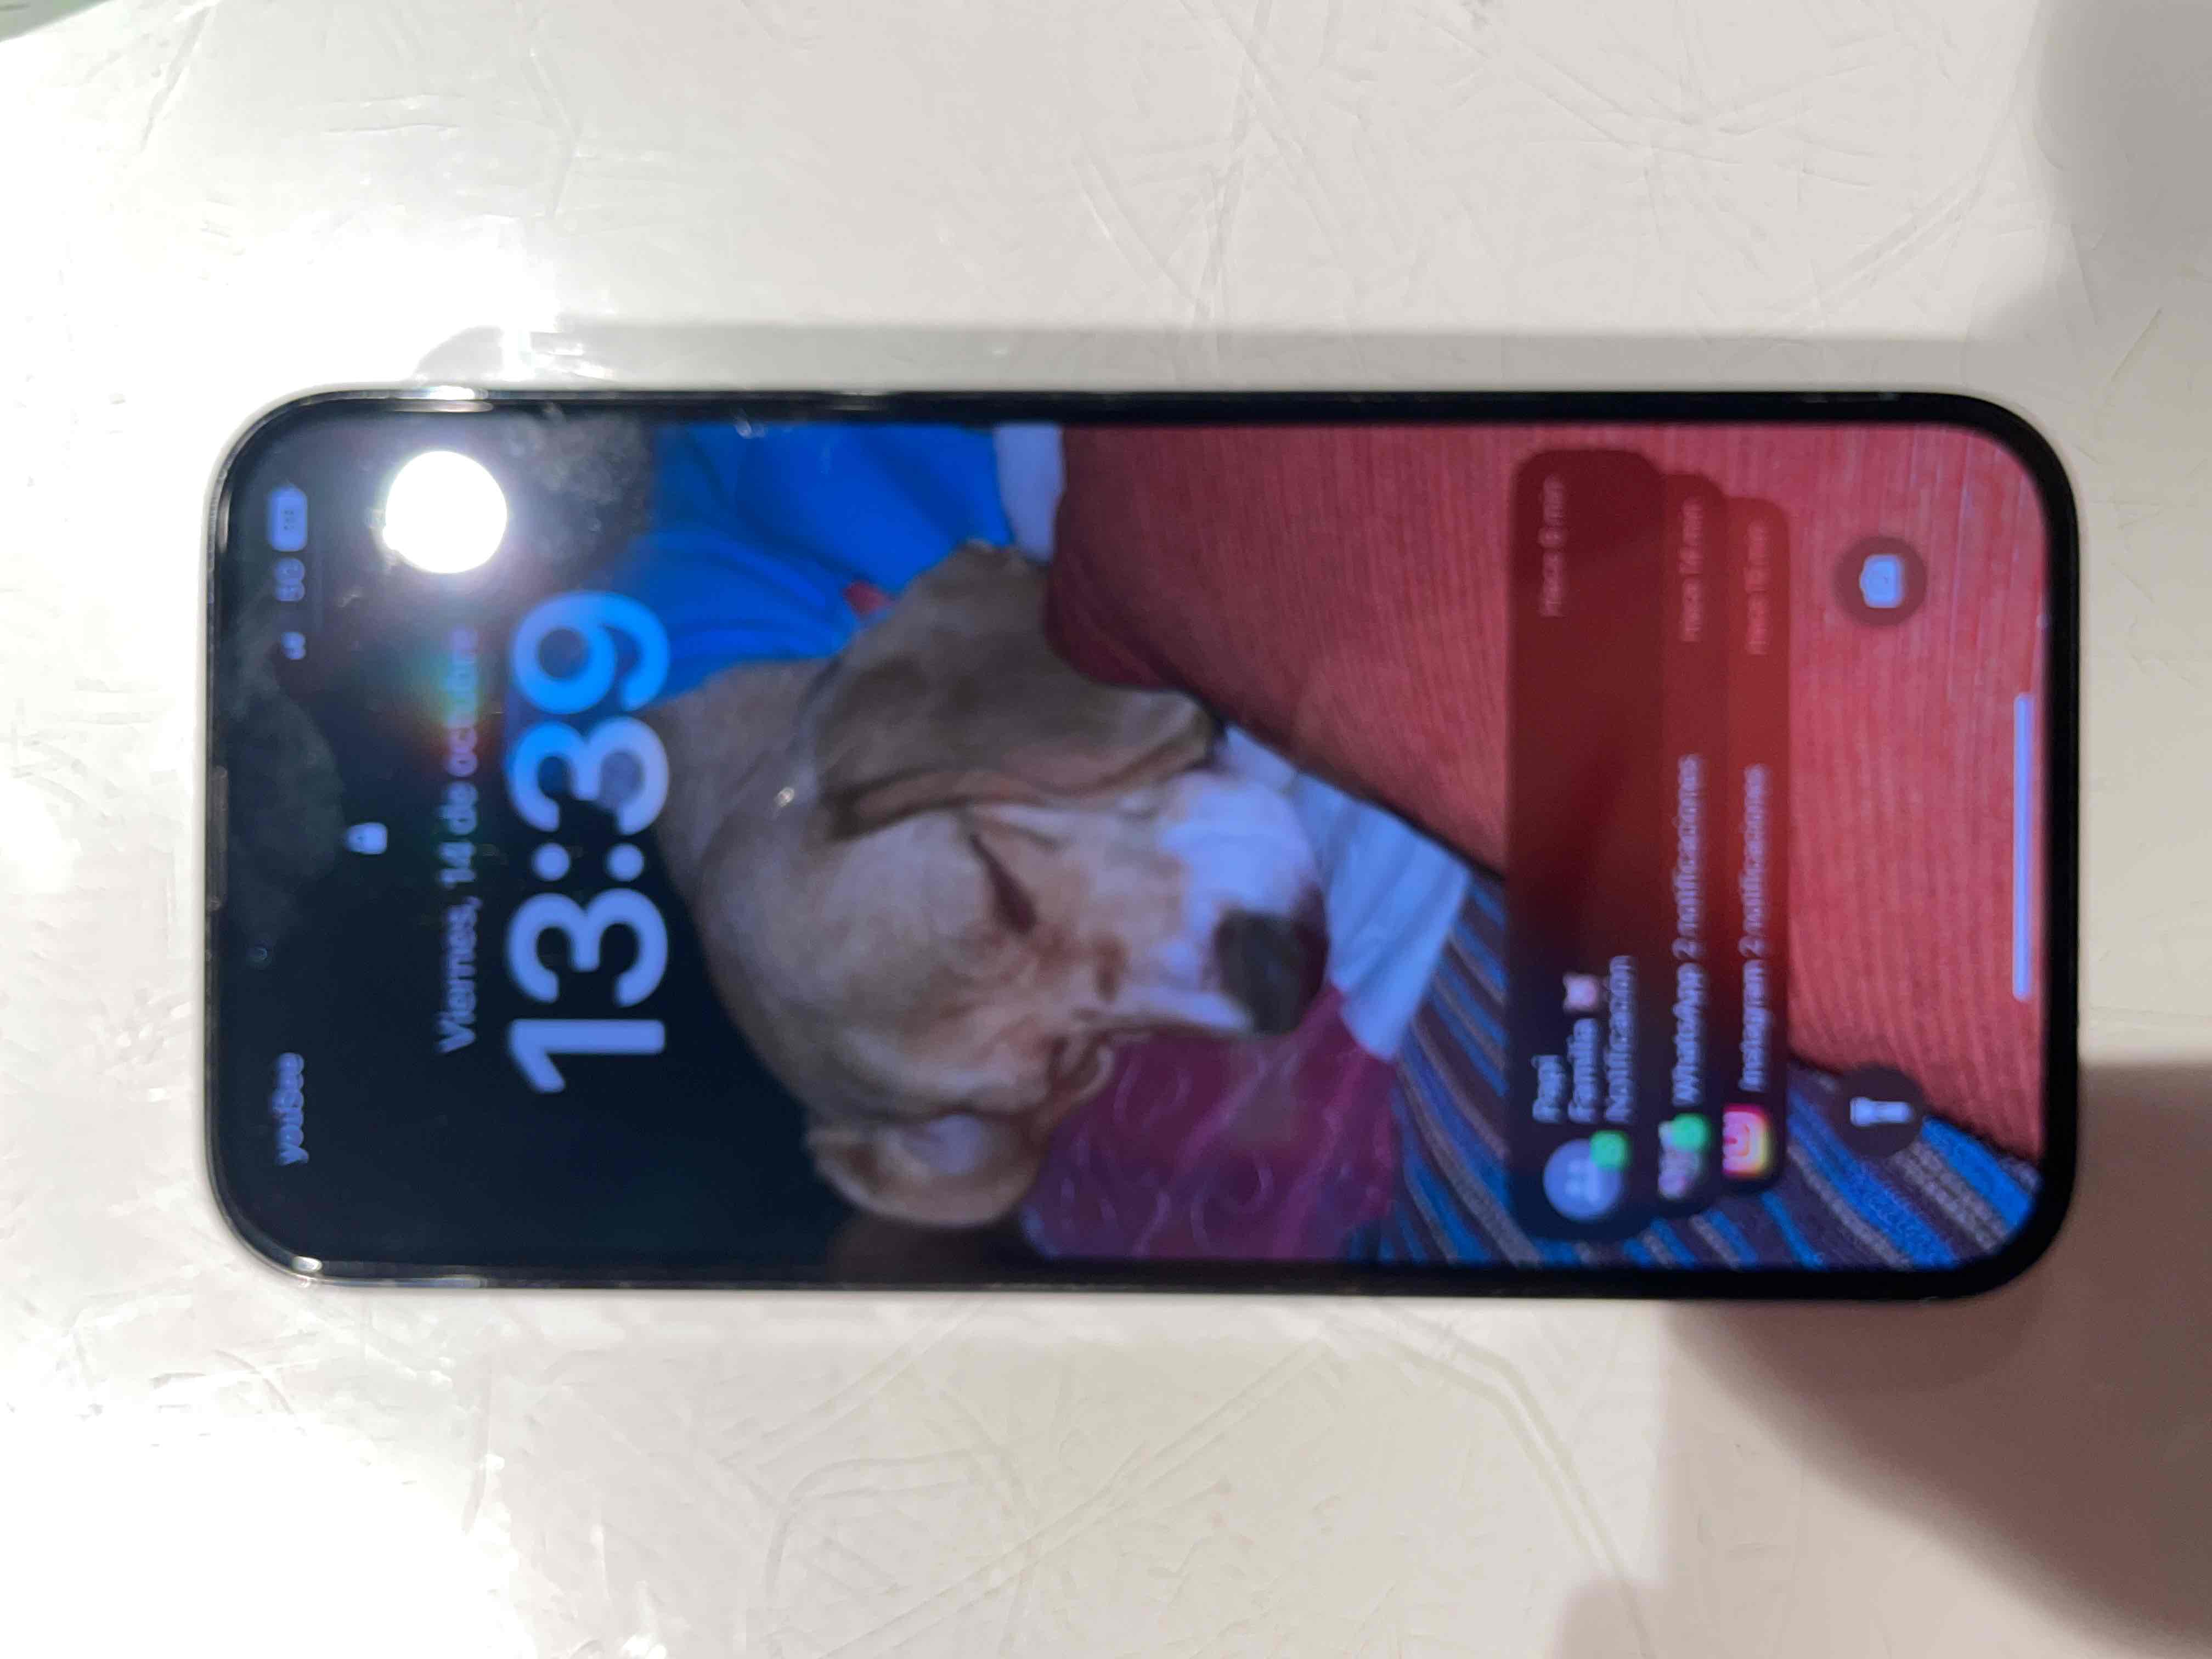 youSee 5G
Viernes, 14 de octubre
13:39
Papi
Hace 6 min
Familia
Notificación
WhatsApp 2 notificaciones
Hace 14 min
Instagram 2 notificaciones
Hace 15 min